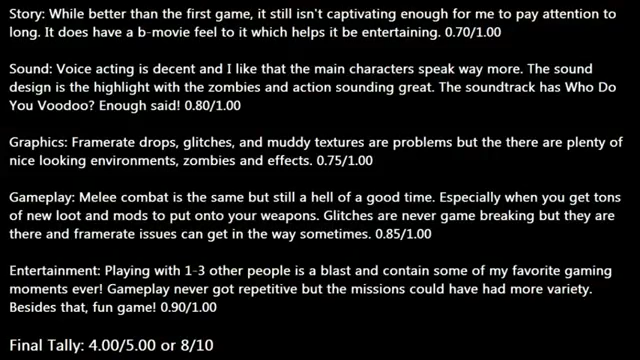 Story: While better than the first game, it still isn't captivating enough for me to pay attention to
long. It does have a b-movie feel to it which helps it be entertaining. 0.70/1.00
Sound: Voice acting is decent and I like that the main characters speak way more. The sound
design is the highlight with the zombies and action sounding great. The soundtrack has Who Do
You Voodoo? Enough said! 0.80/1.00
Graphics: Framerate drops, glitches, and muddy textures are problems but the there are plenty of
nice looking environments, zombies and effects. 0.75/1.00
Gameplay: Melee combat is the same but still a hell of a good time. Especially when you get tons
of new loot and mods to put onto your weapons. Glitches are never game breaking but they are
there and framerate issues can get in the way sometimes. 0.85/1.00
Entertainment: Playing with 1-3 other people is a blast and contain some of my favorite gaming
moments ever! Gameplay never got repetitive but the missions could have had more variety.
Besides that, fun game! 0.90/1.00
Final Tally: 4.00/5.00 or 8/10